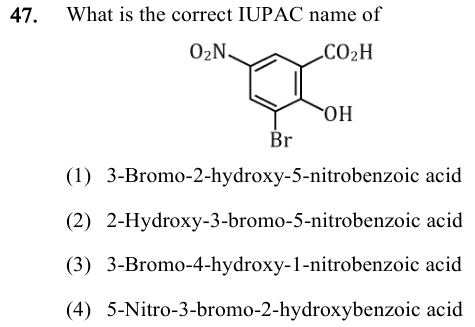 47. What is the correct IUPAC name of
O₂N
CO₂H
OH
Br
(1) 3-Bromo-2-hydroxy-5-nitrobenzoic acid
(2) 2-Hydroxy-3-bromo-5-nitrobenzoic acid
(3) 3-Bromo-4-hydroxy-1-nitrobenzoic acid
(4) 5-Nitro-3-bromo-2-hydroxybenzoic acid